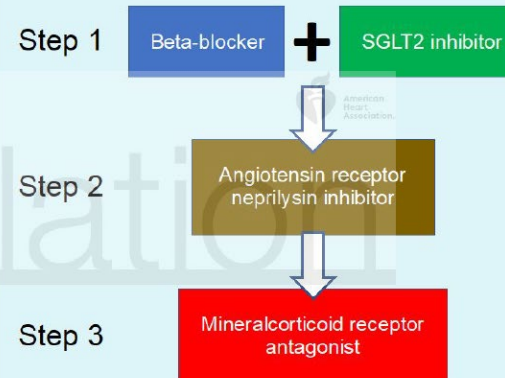 Step 1
Beta-blocker
+
SGLT2 inhibitor
American
Heart
Association.
lation
Step 2
Angiotensin receptor
neprilysin inhibitor
Step 3
Mineralcorticoid receptor
antagonist